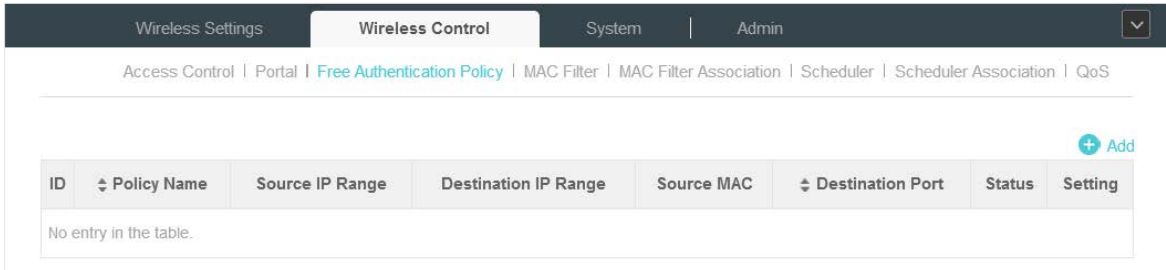 Wireless Settings Wireless Control System | Admin
Access Control | Portal | Free Authentication Policy | MAC Filter | MAC Filter Association | Scheduler | Scheduler Association | QoS
Add
ID Policy Name Source IP Range Destination IP Range Source MAC Destination Port Status Setting
No entry in the table.